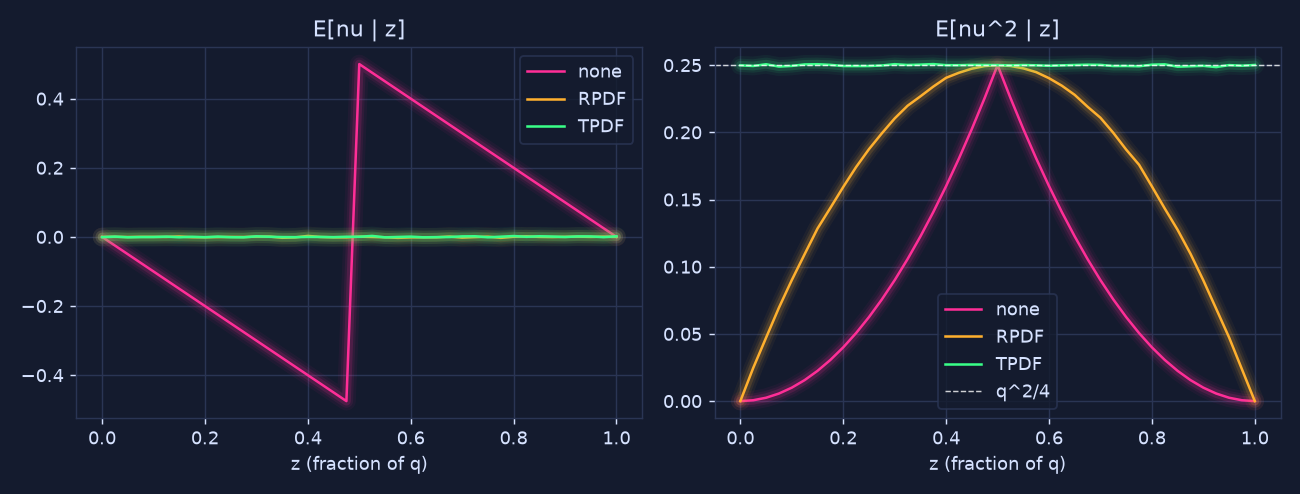 E[nu | z]
0.4
0.2
0.0
−0.2
−0.4
none
RPDF
TPDF
0.0 0.2 0.4 0.6 0.8 1.0
z (fraction of q)
E[nu^2 | z]
0.25
0.20
0.15
0.10
0.05
0.00
none
RPDF
TPDF
q^2/4
0.0 0.2 0.4 0.6 0.8 1.0
z (fraction of q)